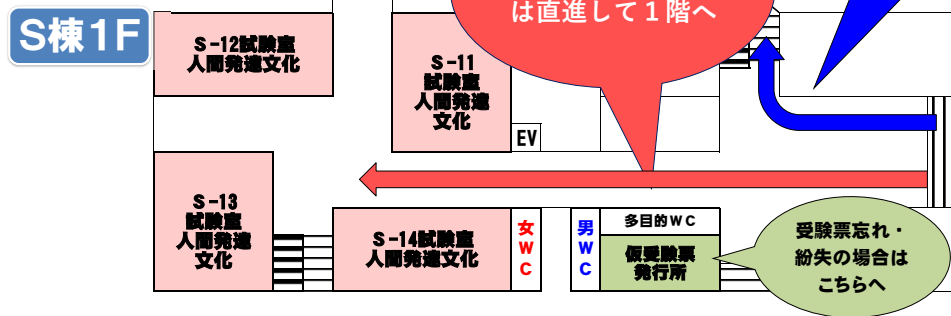 S棟1F
は直進して１階へ
S-12試験室
人間発達文化
S-11
試験室
人間発達
文化
EV
S-13
試験室
人間発達
文化
S-14試験室
人間発達文化
女
W
C
男
W
C
多目的WC
仮受験票
発行所
受験票忘れ・
紛失の場合は
こちらへ